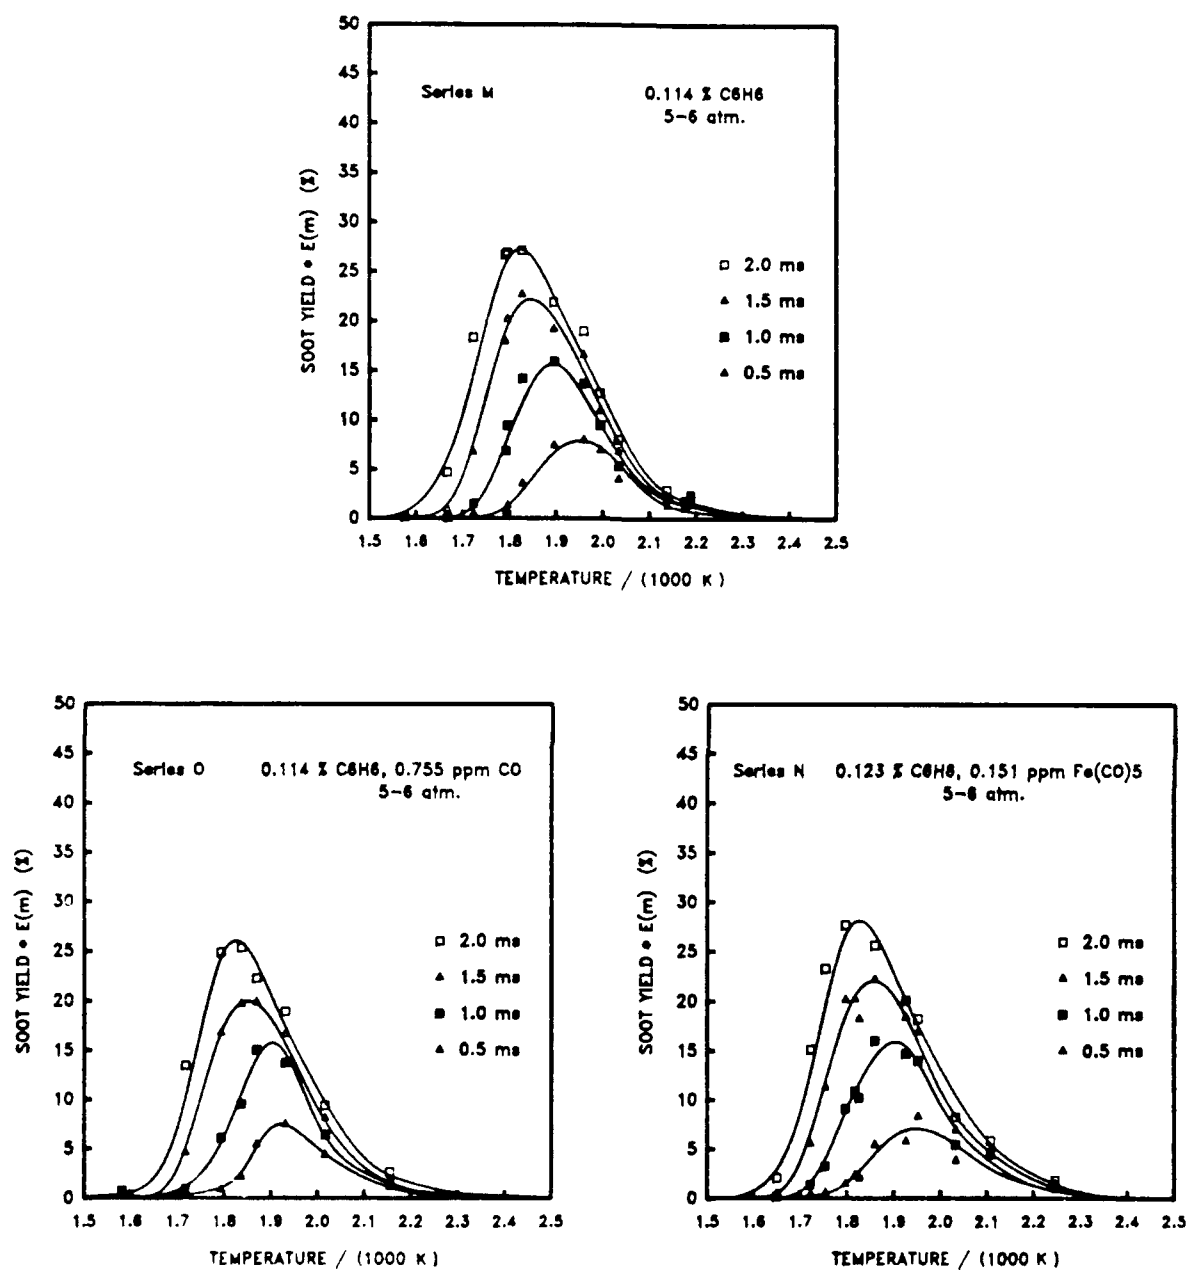 50
45
Series M 0.114 % C6H6
5-6 atm.
40
35
30
25
20
15
10
5
0
SOOT YIELD * E(m) (%)
2.0 ms
1.5 ms
1.0 ms
0.5 ms
1.5 1.6 1.7 1.8 1.9 2.0 2.1 2.2 2.3 2.4 2.5
TEMPERATURE / (1000 K)
50
45
Series O 0.114 % C6H6, 0.755 ppm CO
5-6 atm.
40
35
30
25
20
15
10
5
0
SOOT YIELD * E(m) (%)
2.0 ms
1.5 ms
1.0 ms
0.5 ms
1.5 1.6 1.7 1.8 1.9 2.0 2.1 2.2 2.3 2.4 2.5
TEMPERATURE / (1000 K)
50
45
Series N 0.123 % C6H6, 0.151 ppm Fe(CO)5
5-6 atm.
40
35
30
25
20
15
10
5
0
SOOT YIELD * E(m) (%)
2.0 ms
1.5 ms
1.0 ms
0.5 ms
1.5 1.6 1.7 1.8 1.9 2.0 2.1 2.2 2.3 2.4 2.5
TEMPERATURE / (1000 K)